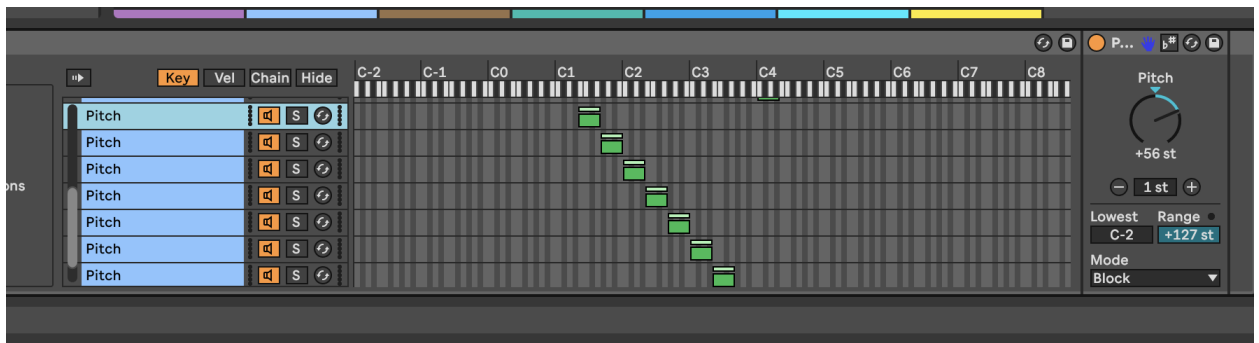 P...
Key Vel Chain Hide
C-2 C-1 C0 C1 C2 C3 C4 C5 C6 C7 C8
Pitch
Pitch S
Pitch S
Pitch S
Pitch S
Pitch S
Pitch S
Pitch S
ons
+56 st
1 st
Lowest Range
C-2 +127 st
Mode
Block